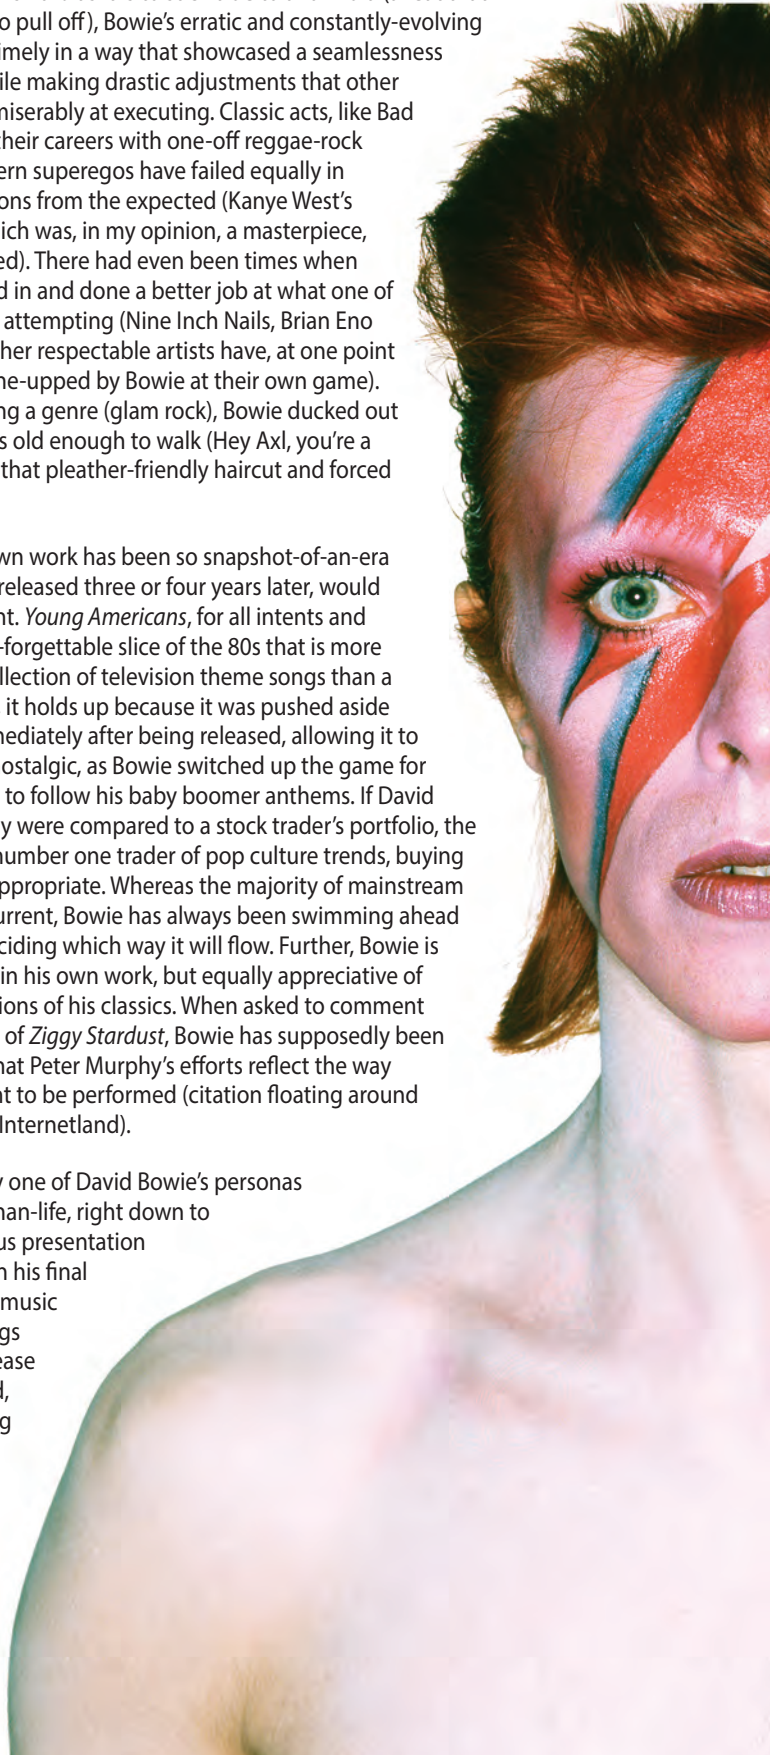 o pull off), Bowie’s erratic and constantly-evolving
imely in a way that showcased a seamlessness
ile making drastic adjustments that other
miserably at executing. Classic acts, like Bad
their careers with one-off reggae-rock
ern superegos have failed equally in
ons from the expected (Kanye West’s
ich was, in my opinion, a masterpiece,
ed). There had even been times when
d in and done a better job at what one of
attempting (Nine Inch Nails, Brian Eno
her respectable artists have, at one point
ne-upped by Bowie at their own game).
ng a genre (glam rock), Bowie ducked out
s old enough to walk (Hey Axl, you’re a
that pleather-friendly haircut and forced
wn work has been so snapshot-of-an-era
released three or four years later, would
nt. Young Americans, for all intents and
-forgettable slice of the 80s that is more
llection of television theme songs than a
it holds up because it was pushed aside
mediately after being released, allowing it to
ostalgic, as Bowie switched up the game for
to follow his baby boomer anthems. If David
y were compared to a stock trader’s portfolio, the
number one trader of pop culture trends, buying
ppropriate. Whereas the majority of mainstream
urrent, Bowie has always been swimming ahead
ciding which way it will flow. Further, Bowie is
in his own work, but equally appreciative of
ions of his classics. When asked to comment
of Ziggy Stardust, Bowie has supposedly been
hat Peter Murphy’s efforts reflect the way
nt to be performed (citation floating around
Internetland).
y one of David Bowie’s personas
man-life, right down to
us presentation
n his final
music
gs
ease
d,
g